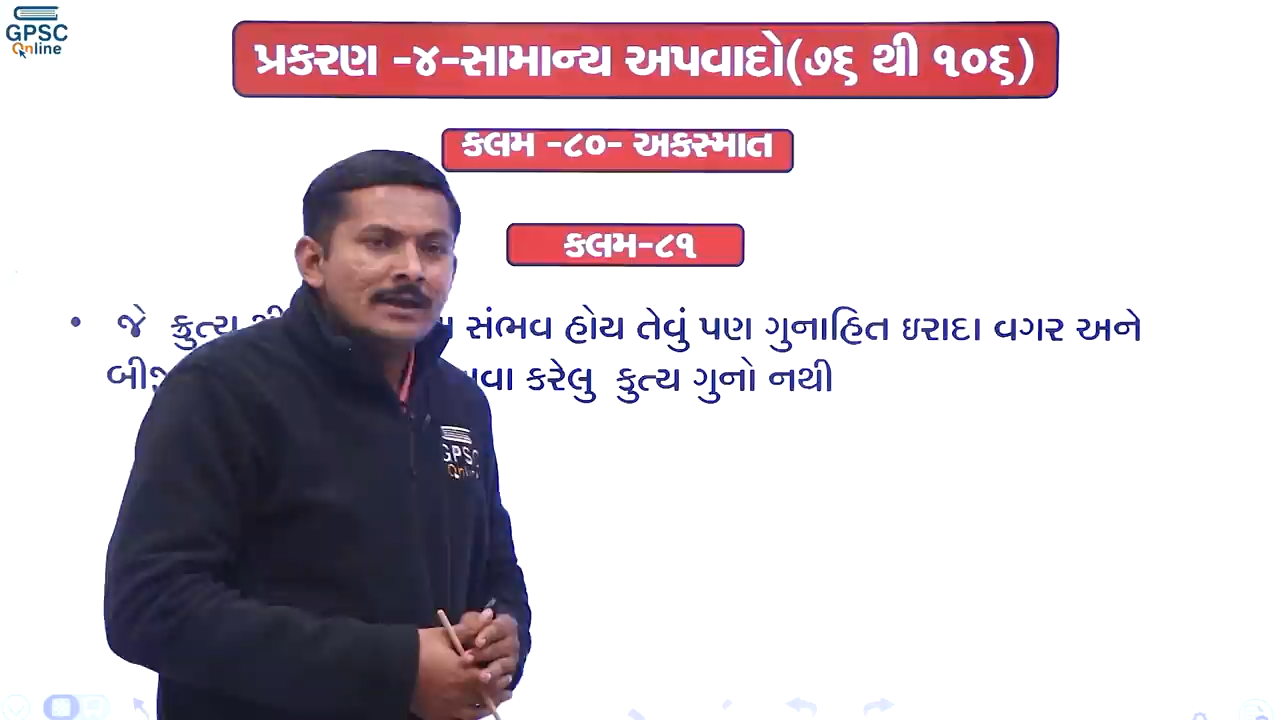 GPSC
Online
પ્રકરણ -૪-સામાન્ય અપવાદો(૭૬ થી ૧૦૬)
કલમ -૮૦- અકસ્માત
કલમ-૮૧
• જે ક્રુત્ય સંભવ હોય તેવું પણ ગુનાહિત ઇરાદા વગર અને
કરેલુ કુત્ય ગુનો નથી
GPSC
Online